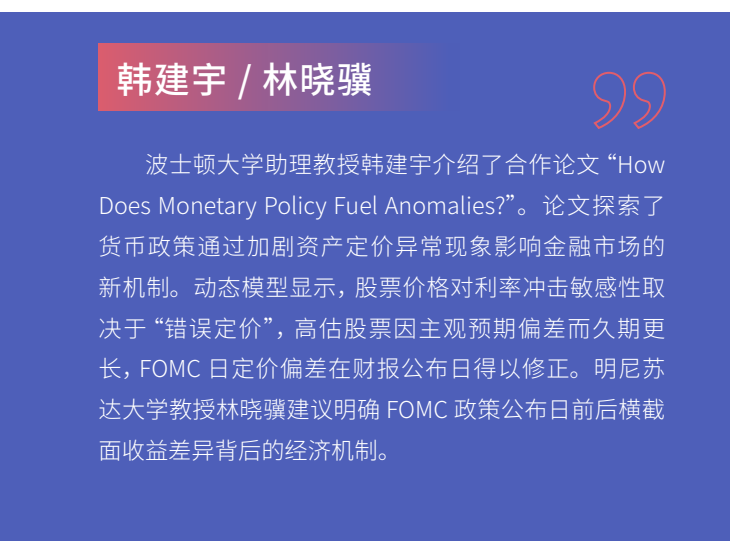 韩建宇 / 林晓骥
波士顿大学助理教授韩建宇介绍了合作论文 “How
Does Monetary Policy Fuel Anomalies?”。论文探索了
货币政策通过加剧资产定价异常现象影响金融市场的
新机制。动态模型显示，股票价格对利率冲击敏感性取
决于 “错误定价”，高估股票因主观预期偏差而久期更
长，FOMC 日定价偏差在财报公布日得以修正。明尼苏
达大学教授林晓骥建议明确 FOMC 政策公布日前后横截
面收益差异背后的经济机制。